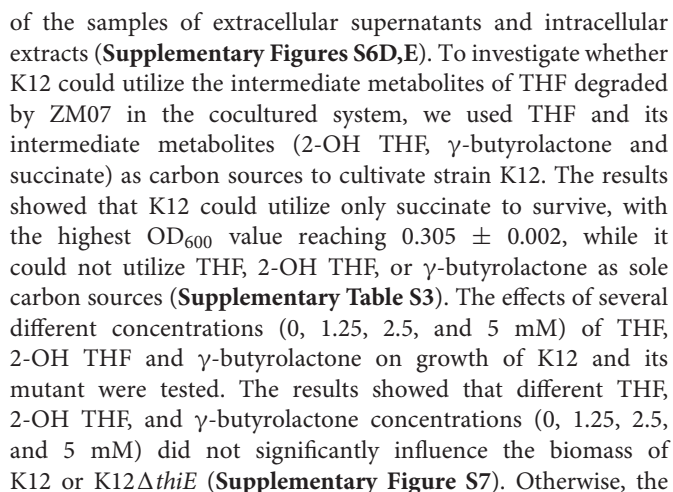 of the samples of extracellular supernatants and intracellular
extracts (Supplementary Figures S6D,E). To investigate whether
K12 could utilize the intermediate metabolites of THF degraded
by ZM07 in the cocultured system, we used THF and its
intermediate metabolites (2-OH THF, γ-butyrolactone and
succinate) as carbon sources to cultivate strain K12. The results
showed that K12 could utilize only succinate to survive, with
the highest OD600 value reaching 0.305 ± 0.002, while it
could not utilize THF, 2-OH THF, or γ-butyrolactone as sole
carbon sources (Supplementary Table S3). The effects of several
different concentrations (0, 1.25, 2.5, and 5 mM) of THF,
2-OH THF and γ-butyrolactone on growth of K12 and its
mutant were tested. The results showed that different THF,
2-OH THF, and γ-butyrolactone concentrations (0, 1.25, 2.5,
and 5 mM) did not significantly influence the biomass of
K12 or K12ΔthiE (Supplementary Figure S7). Otherwise, the